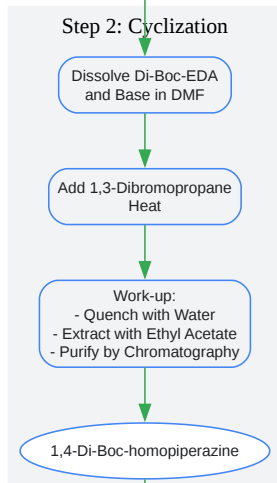 Step 2: Cyclization
Dissolve Di-Boc-EDA
and Base in DMF
Add 1,3-Dibromopropane
Heat
Work-up:
- Quench with Water
- Extract with Ethyl Acetate
- Purify by Chromatography
1,4-Di-Boc-homopiperazine